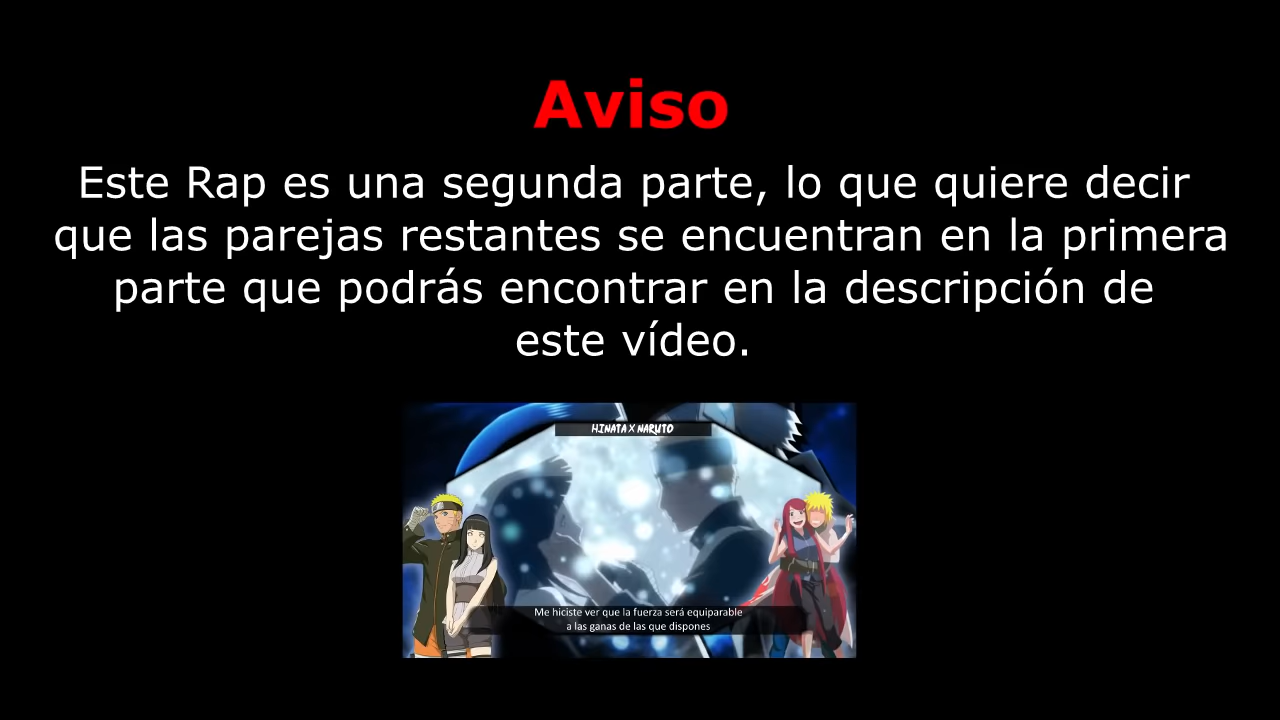 Aviso
Este Rap es una segunda parte, lo que quiere decir
que las parejas restantes se encuentran en la primera
parte que podrás encontrar en la descripción de
este vídeo.
HINATA X NARUTO
Me hiciste ver que la fuerza será equiparable
a las ganas de las que dispones